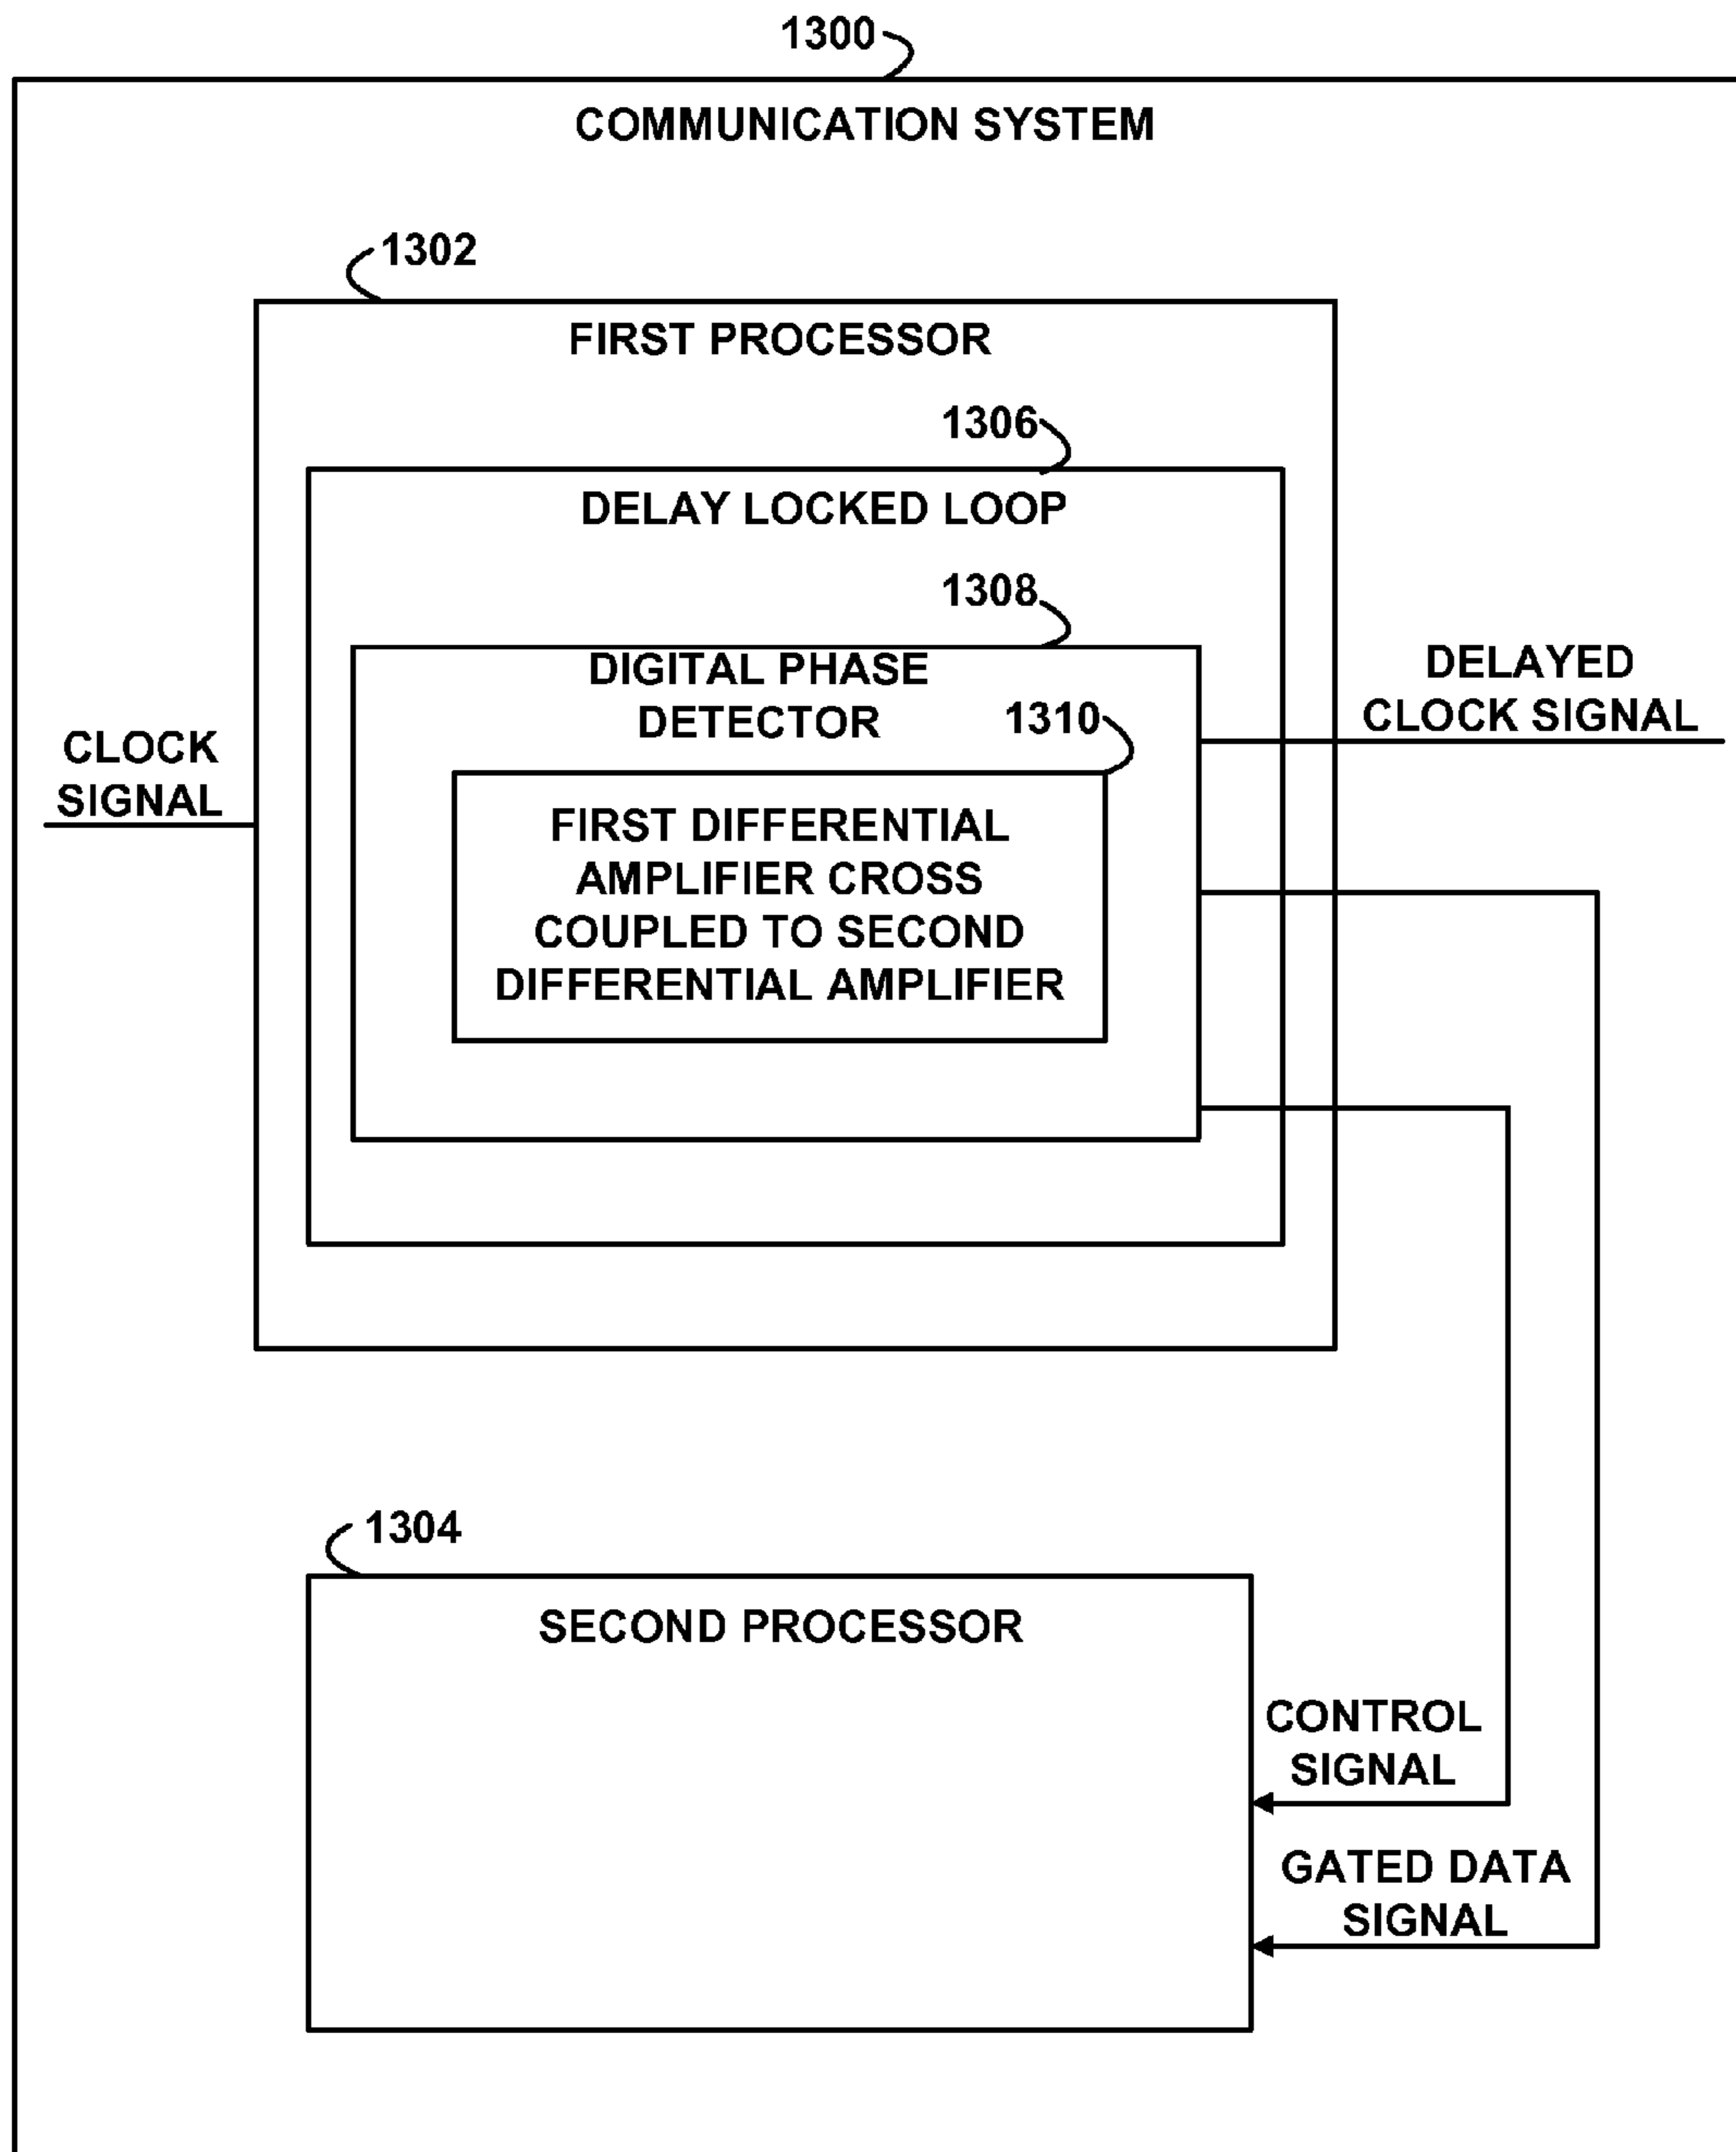 1300
COMMUNICATION SYSTEM
1302
FIRST PROCESSOR
1306
DELAY LOCKED LOOP
1308
DIGITAL PHASE
DETECTOR
1310
DELAYED
CLOCK SIGNAL
CLOCK
SIGNAL
FIRST DIFFERENTIAL
AMPLIFIER CROSS
COUPLED TO SECOND
DIFFERENTIAL AMPLIFIER
1304
SECOND PROCESSOR
CONTROL
SIGNAL
GATED DATA
SIGNAL